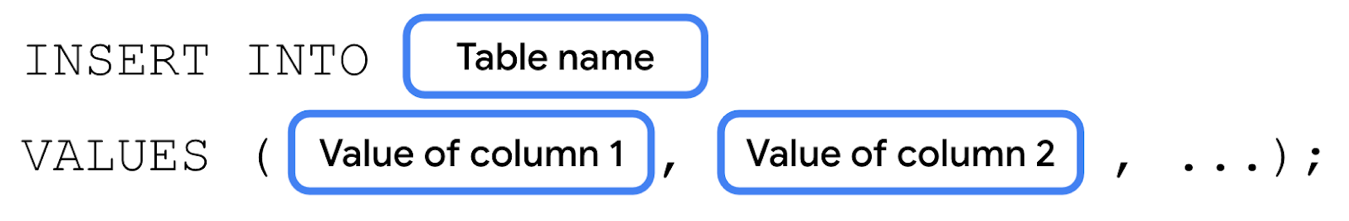 INSERT INTO Table name
VALUES ( Value of column 1 , Value of column 2 , ...);